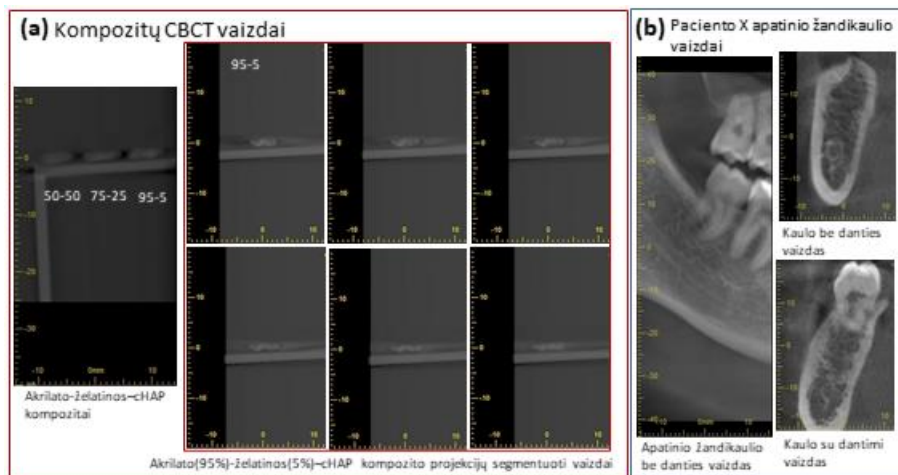 (a) Kompozitų CBCT vaizdai
95-5
50-50 75-25 95-5
Akrilato-želatinos–cHAP
kompozitai
Akrilato(95%)-želatinos(5%)–cHAP kompozito projekcijų segmentuoti vaizdai
(b) Paciento X apatinio žandikaulio
vaizdai
Kaulo be danties
vaizdas
Apatinio žandikaulio
be danties vaizdas
Kaulo su dantimi
vaizdas